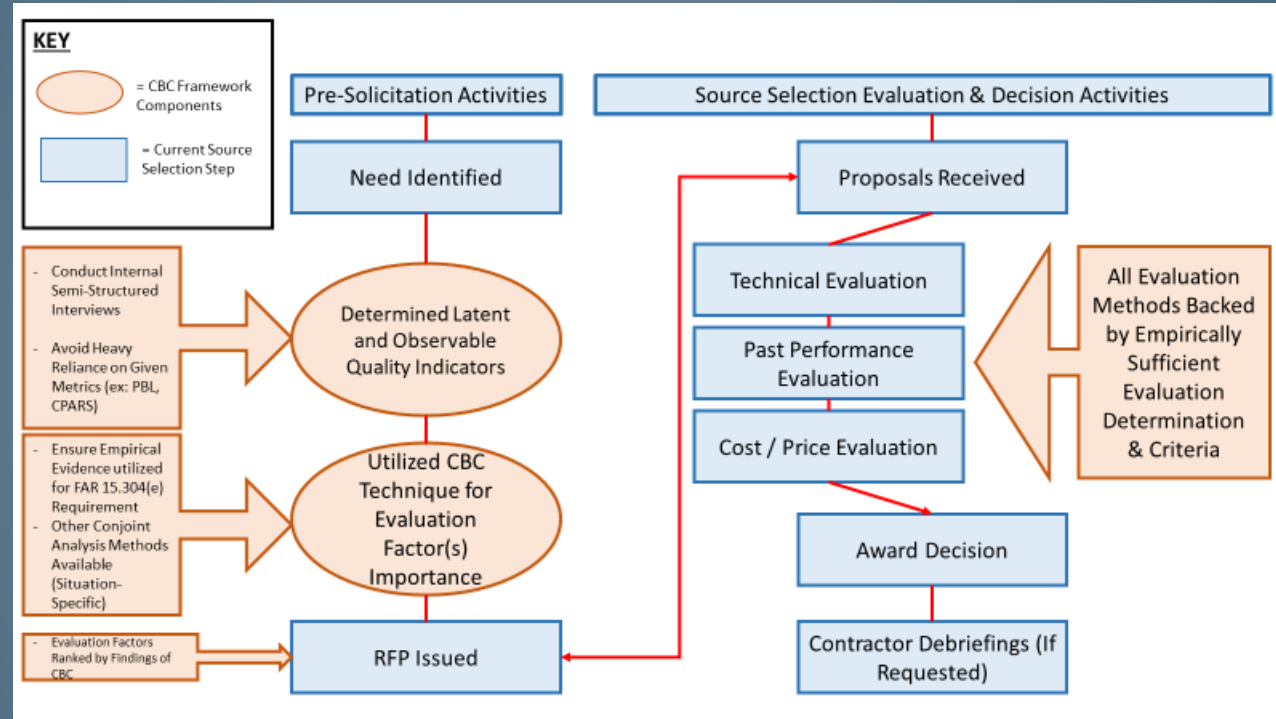 KEY
= CBC Framework
Components
= Current Source
Selection Step
Pre-Solicitation Activities
Need Identified
- Conduct Internal
Semi-Structured
Interviews
- Avoid Heavy
Reliance on Given
Metrics (ex: PBL,
CPARS)
Determined Latent
and Observable
Quality Indicators
- Ensure Empirical
Evidence utilized
for FAR 15.304(e)
Requirement
- Other Conjoint
Analysis Methods
Available
(Situation-
Specific)
Utilized CBC
Technique for
Evaluation
Factor(s)
Importance
- Evaluation Factors
Ranked by Findings of
CBC
RFP Issued
Source Selection Evaluation & Decision Activities
Proposals Received
Technical Evaluation
Past Performance
Evaluation
Cost / Price Evaluation
All Evaluation
Methods Backed
by Empirically
Sufficient
Evaluation
Determination
& Criteria
Award Decision
Contractor Debriefings (If
Requested)